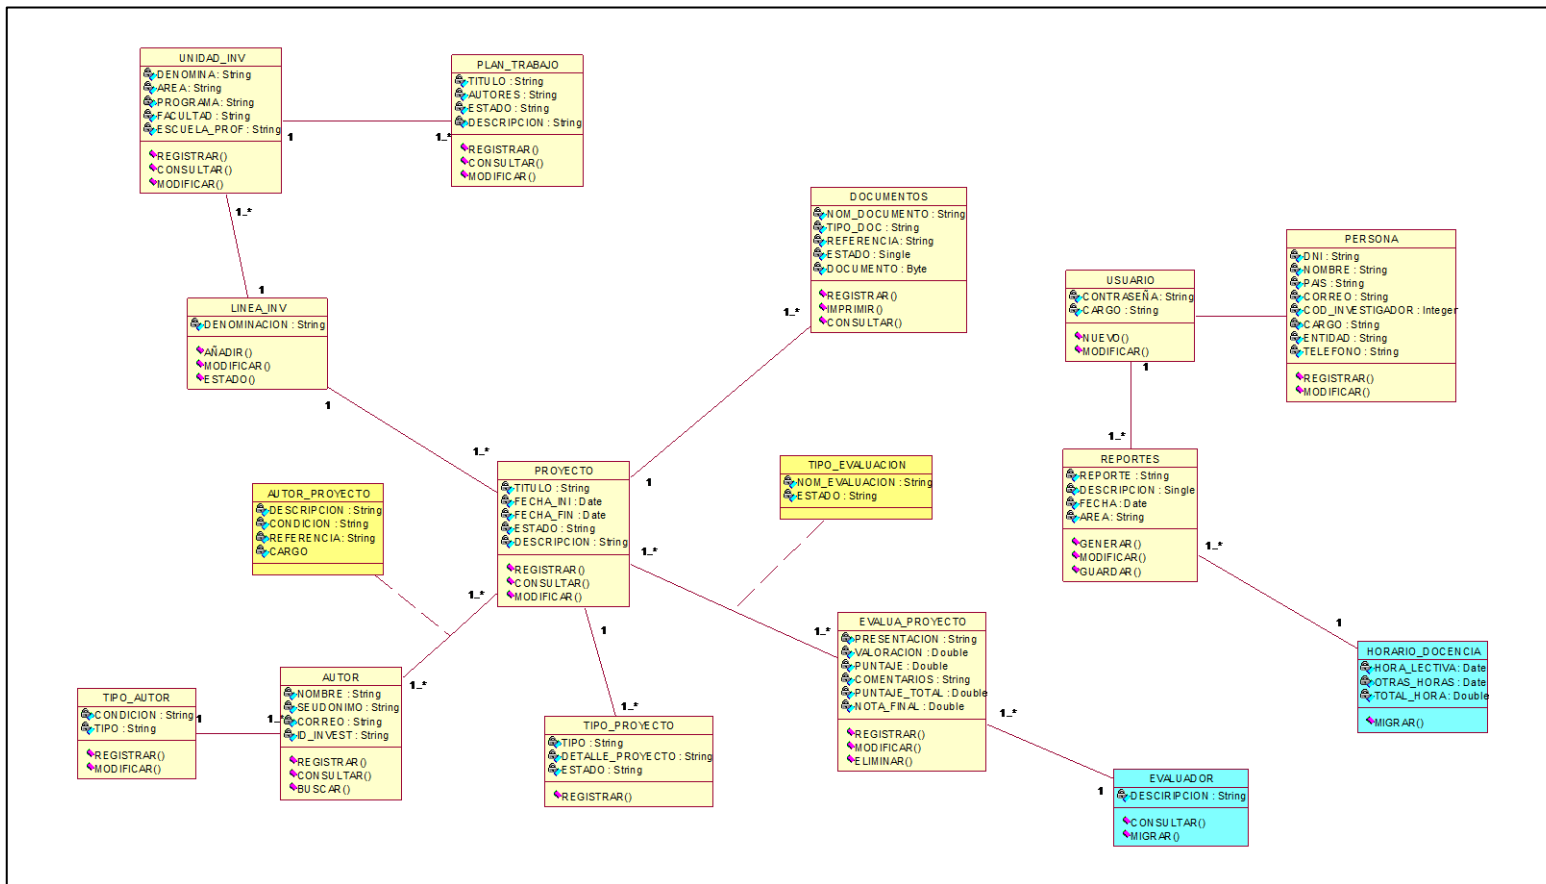 UNIDAD_INV
DENOMINA : String
AREA : String
PROGRAMA : String
FACULTAD : String
ESCUELA_PROF : String
REGISTRAR()
CONSULTAR()
MODIFICAR()
1
1..*
PLAN_TRABAJO
TITULO : String
AUTORES : String
ESTADO : String
DESCRIPCION : String
REGISTRAR()
CONSULTAR()
MODIFICAR()
1..*
1
LINEA_INV
DENOMINACION : String
AÑADIR()
MODIFICAR()
ESTADO()
1
1..*
DOCUMENTOS
NOM_DOCUMENTO : String
TIPO_DOC : String
REFERENCIA : String
ESTADO : Single
DOCUMENTO : Byte
REGISTRAR()
IMPRIMIR()
CONSULTAR()
1..*
1
USUARIO
CONTRASEÑA : String
CARGO : String
NUEVO()
MODIFICAR()
1
1..*
PERSONA
DNI : String
NOMBRE : String
PAIS : String
CORREO : String
COD_INVESTIGADOR : Integer
CARGO : String
ENTIDAD : String
TELEFONO : String
REGISTRAR()
MODIFICAR()
PROYECTO
TITULO : String
FECHA_INI : Date
FECHA_FIN : Date
ESTADO : String
DESCRIPCION : String
REGISTRAR()
CONSULTAR()
MODIFICAR()
1..*
1..*
1
AUTOR_PROYECTO
DESCRIPCION : String
CONDICION : String
REFERENCIA : String
CARGO
TIPO_EVALUACION
NOM_EVALUACION : String
ESTADO : String
REPORTES
REPORTE : String
DESCRIPCION : Single
FECHA : Date
AREA : String
GENERAR()
MODIFICAR()
GUARDAR()
1..*
1
EVALUA_PROYECTO
PRESENTACION : String
VALORACION : Double
PUNTAJE : Double
COMENTARIOS : String
PUNTAJE_TOTAL : Double
NOTA_FINAL : Double
REGISTRAR()
MODIFICAR()
ELIMINAR()
1..*
1..*
1
HORARIO_DOCENCIA
HORA_LECTIVA : Date
OTRAS_HORAS : Date
TOTAL_HORA : Double
MIGRAR()
TIPO_AUTOR
CONDICION : String
TIPO : String
REGISTRAR()
MODIFICAR()
1
1..*
AUTOR
NOMBRE : String
SEUDONIMO : String
CORREO : String
ID_INVEST : String
REGISTRAR()
CONSULTAR()
BUSCAR()
1..*
TIPO_PROYECTO
TIPO : String
DETALLE_PROYECTO : String
ESTADO : String
REGISTRAR()
1..*
EVALUADOR
DESCIRIPCION : String
CONSULTAR()
MIGRAR()